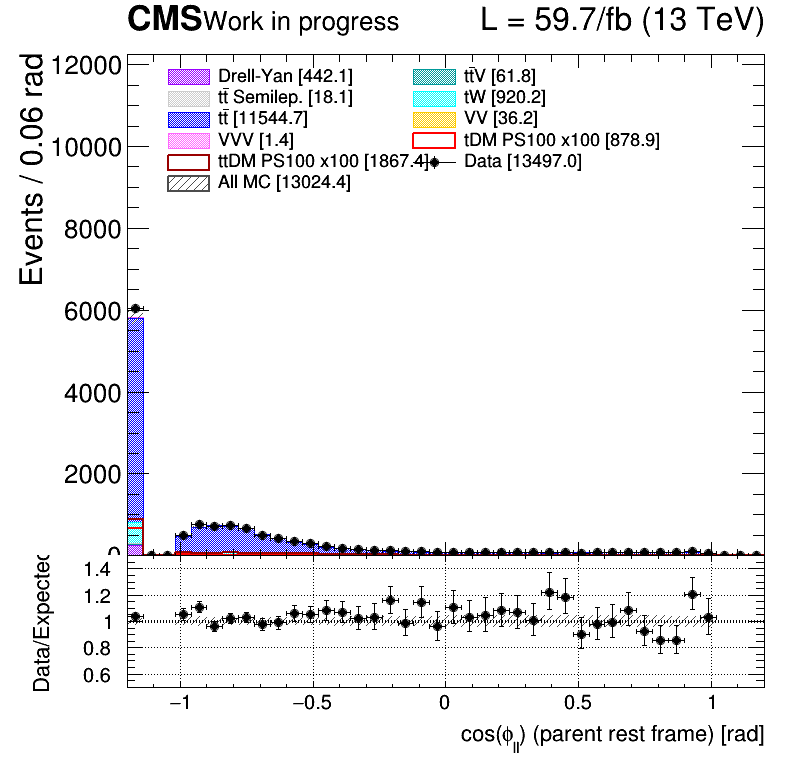 CMS Work in progress L = 59.7/fb (13 TeV)
Events / 0.06 rad
12000
10000
8000
6000
4000
2000
0
Drell-Yan [442.1]
tt̄ Semilep. [18.1]
tt̄ [11544.7]
VVV [1.4]
ttDM PS100 x100 [1867.4]
All MC [13024.4]
tt̄V [61.8]
tW [920.2]
VV [36.2]
tDM PS100 x100 [878.9]
Data [13497.0]
Data/Expected
1.4
1.2
1
0.8
0.6
−1 −0.5 0 0.5 1
cos(ϕ_ll) (parent rest frame) [rad]